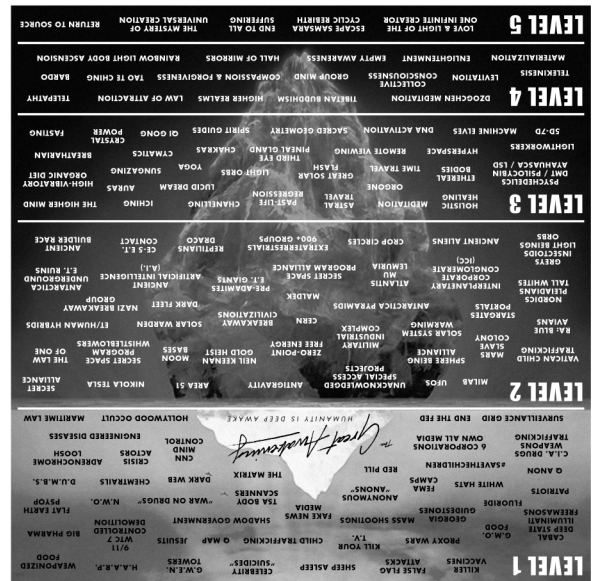 LEVEL 1
KILLER VACCINES
FALSE FLAG ATTACKS
SHEEP ASLEEP
CELEBRITY "SUICIDES"
G.W.E.N. TOWERS
H.A.A.R.P.
WEAPONIZED FOOD
CABAL DEEP STATE ILLUMINATI FREEMASONS
G.M.O. FOOD
PROXY WARS
KILL YOUR T.V.
CHILD TRAFFICKING
Q MAP
JESUITS
9/11 WTC 7 CONTROLLED DEMOLITION
BIG PHARMA
FLUORIDE
GEORGIA GUIDESTONES
MASS SHOOTINGS
FAKE NEWS MEDIA
SHADOW GOVERNMENT
FLAT EARTH PSYOP
PATRIOTS
WHITE HATS
FEMA CAMPS
ANONYMOUS "ANONS"
TSA BODY SCANNERS
"WAR ON DRUGS"
N.W.O.
Q ANON
#SAVETHECHILDREN
RED PILL
THE MATRIX
DARK WEB
CHEMTRAILS
D.U.M.B.S.
C.I.A. DRUGS WEAPONS TRAFFICKING
6 CORPORATIONS OWN ALL MEDIA
CNN MIND CONTROL
CRISIS ACTORS
ADRENOCHROME LOOSH
ENGINEERED DISEASES
SURVEILLANCE GRID
END THE FED
The Great Awakening
HUMANITY IS DEEP AWAKE
HOLLYWOOD OCCULT
MARITIME LAW
LEVEL 2
MILAB
UFOS
UNACKNOWLEDGED SPECIAL ACCESS PROJECTS
ANTIGRAVITY
AREA 51
NIKOLA TESLA
SECRET ALLIANCE
VATICAN CHILD TRAFFICKING
MARS SLAVE COLONY
SPHERE BEING ALLIANCE
MILITARY INDUSTRIAL COMPLEX
ZERO-POINT FREE ENERGY
NEIL KEENAN GOLD HEIST
MOON BASES
SECRET SPACE PROGRAM WHISTLEBLOWERS
THE LAW OF ONE
RA: BLUE AVIANS
SOLAR SYSTEM WARMING
CERN
BREAKAWAY CIVILIZATIONS
SOLAR WARDEN
ET/HUMAN HYBRIDS
NORDICS PLEIADIANS TALL WHITES
STARGATES PORTALS
ANTARCTICA PYRAMIDS
MALDEK
DARK FLEET
NAZI BREAKAWAY GROUP
INTERPLANETARY CORPORATE CONGLOMERATE (ICC)
ATLANTIS MU LEMURIA
SECRET SPACE PROGRAM ALLIANCE
PRE-ADAMITES E.T. GIANTS
ANCIENT ARTIFICIAL INTELLIGENCE (A.I.)
ANTARCTICA UNDERGROUND E.T. RUINS
GREYS INSECTOIDS LIGHT BEINGS ORBS
ANCIENT ALIENS
CROP CIRCLES
900+ EXTRATERRESTRIALS GROUPS
DRACO REPTILIANS
CE-5 E.T. CONTACT
ANCIENT BUILDER RACE
LEVEL 3
HOLISTIC HEALING
MEDITATION
ASTRAL TRAVEL
PAST-LIFE REGRESSION
CHANNELLING
ICHING
THE HIGHER MIND
PSYCHEDELICS DMT / PSILOCYBIN AYAHUASCA / LSD
ETHEREAL BODIES
ORGONE
TIME TRAVEL
GREAT SOLAR FLASH
LIGHT ORBS
LUCID DREAM
YOGA
AURAS
SUNGAZING
HIGH-VIBRATORY ORGANIC DIET
LIGHTWORKERS
HYPERSPACE
REMOTE VIEWING
THIRD EYE PINEAL GLAND
CHAKRAS
CYMATICS
BREATHARIAN
5D-7D
MACHINE ELVES
DNA ACTIVATION
SACRED GEOMETRY
SPIRIT GUIDES
QI GONG
CRYSTAL POWER
FASTING
LEVEL 4
DZOGCHEN MEDITATION
TIBETAN BUDDHISM
HIGHER REALMS
LAW OF ATTRACTION
TELEPATHY
TELEKINESIS
LEVITATION
COLLECTIVE CONSCIOUSNESS
GROUP MIND
COMPASSION & FORGIVENESS
TAO TE CHING
BARDO
MATERIALIZATION
ENLIGHTENMENT
EMPTY AWARENESS
HALL OF MIRRORS
RAINBOW LIGHT BODY ASCENSION
LEVEL 5
LOVE & LIGHT OF THE ONE INFINITE CREATOR
ESCAPE SAMSARA CYCLIC REBIRTH
END TO ALL SUFFERING
THE MYSTERY OF UNIVERSAL CREATION
RETURN TO SOURCE